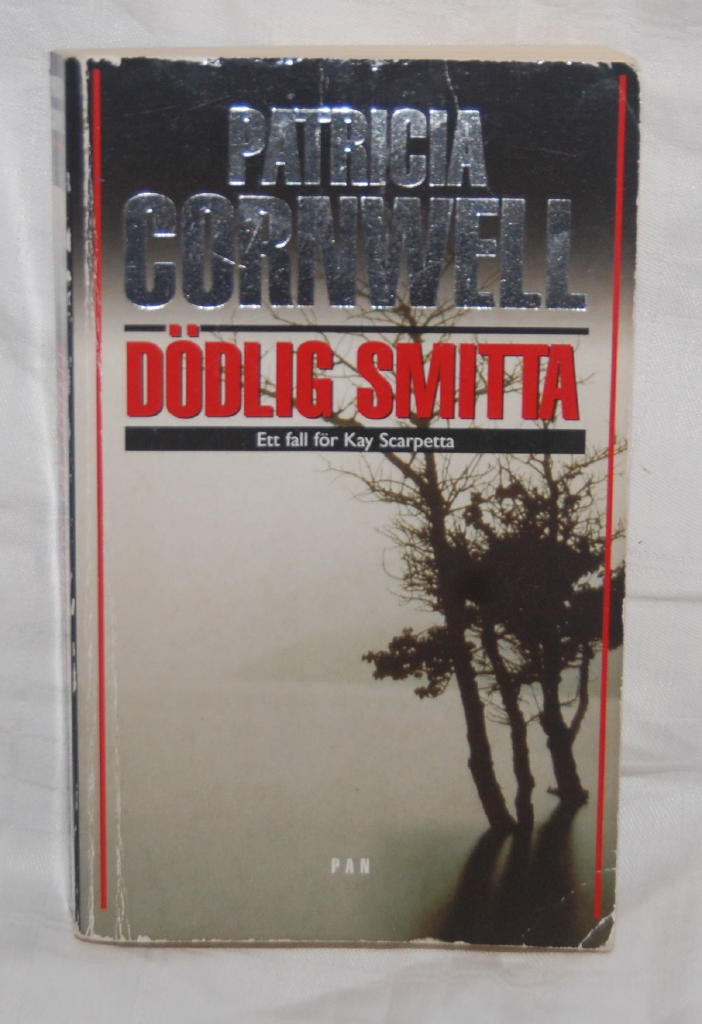 PATRICIA
CORNWELL
DÖDLIG SMITTA
Ett fall för Kay Scarpetta
PAN